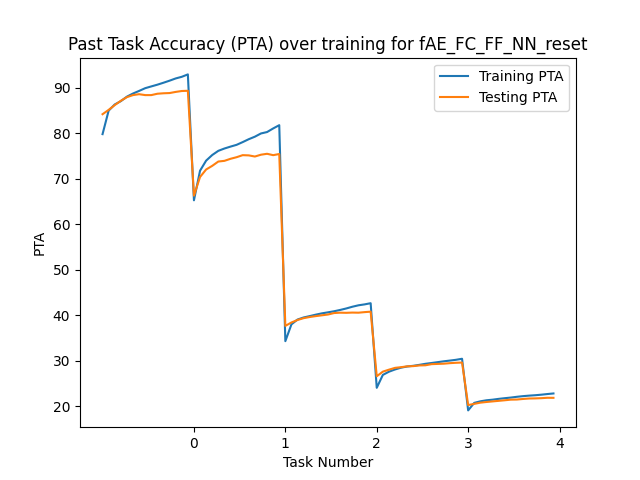 Past Task Accuracy (PTA) over training for fAE_FC_FF_NN_reset
Training PTA
Testing PTA
90
80
70
60
50
40
30
20
PTA
0 1 2 3 4
Task Number